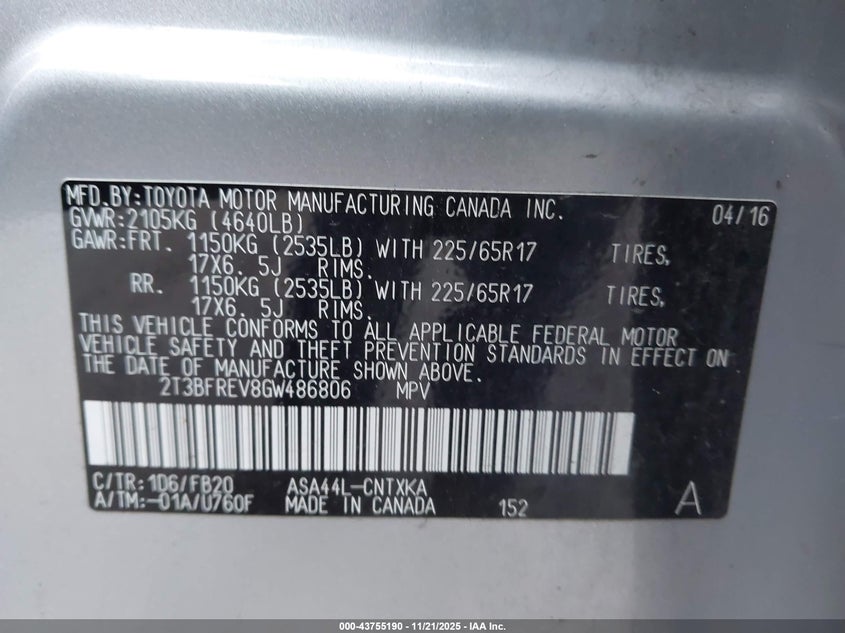 MFD.BY:TOYOTA MOTOR MANUFACTURING CANADA INC. 04/16
GVWR:2105KG (4640LB)
GAWR:FRT. 1150KG (2535LB) WITH 225/65R17 TIRES,
17X6. 5J RIMS.
RR. 1150KG (2535LB) WITH 225/65R17 TIRES,
17X6. 5J RIMS.
THIS VEHICLE CONFORMS TO ALL APPLICABLE FEDERAL MOTOR
VEHICLE SAFETY AND THEFT PREVENTION STANDARDS IN EFFECT ON
THE DATE OF MANUFACTURE SHOWN ABOVE.
2T3BFREV8GW486806 MPV
C/TR:1D6/FB20 ASA44L-CNTXKA
A/TM:-01A/U760F MADE IN CANADA 152 A
000-43755190 - 11/21/2025 - IAA Inc.